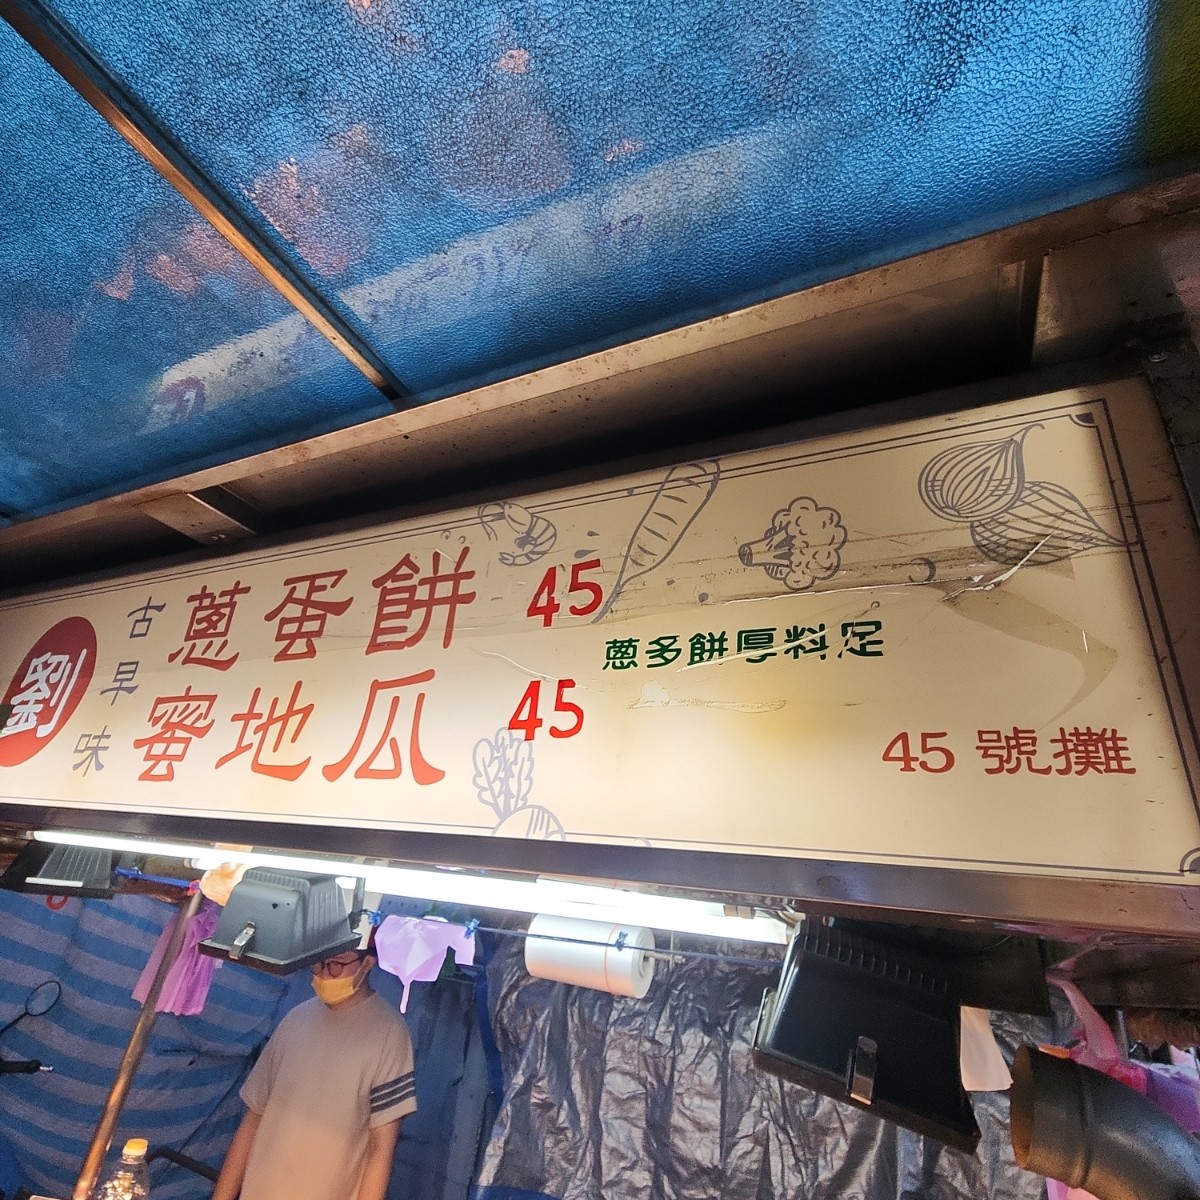 劉
古早味
蔥蛋餅 45
蜜地瓜 45
蔥多餅厚料足
45 號攤